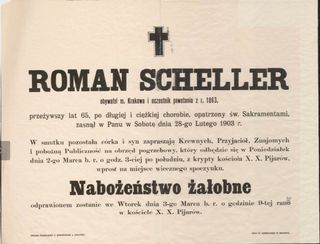 ROMAN SCHELLER
obywatel m. Krakowa i uczestnik powstania z r. 1863,
przeżywszy lat 65, po długiej i ciężkiej chorobie, opatrzony św. Sakramentami,
zasnął w Panu w Sobotę dnia 28-go Lutego 1903 r.
W smutku pozostała córka i syn zapraszają Krewnych, Przyjaciół, Znajomych
i pobożną Publiczność na obrzęd pogrzebowy, który odbędzie się w Poniedziałek
dnia 2-go Marca b. r. o godz. 3-ciej po południu, z krypty kościoła X. X. Pijarów,
wprost na miejsce wiecznego spoczynku.
Nabożeństwo żałobne
odprawionem zostanie we Wtorek dnia 3-go Marca b. r. o godzinie 9-tej rano
w kościele X. X. Pijarów.